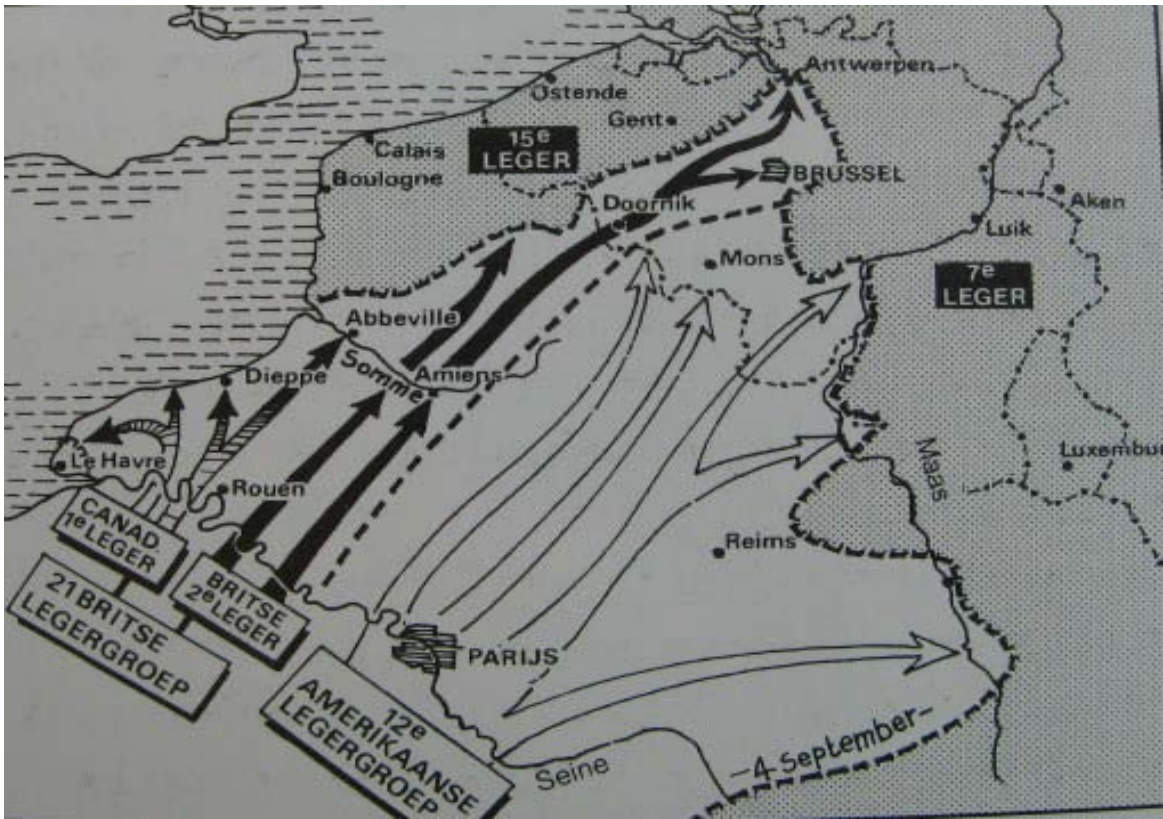 Antwerpen
Ostende
Gent
15e
LEGER
Calais
Boulogne
BRUSSEL
Aken
Doornik
Luik
Mons
7e
LEGER
Abbeville
Somme
Amiens
Dieppe
Le Havre
Rouen
Maas
Luxembur
CANAD.
1e LEGER
Reims
BRITSE
2e LEGER
21 BRITSE
LEGERGROEP
PARIJS
12e
AMERIKAANSE
LEGERGROEP
Seine
-4 September-